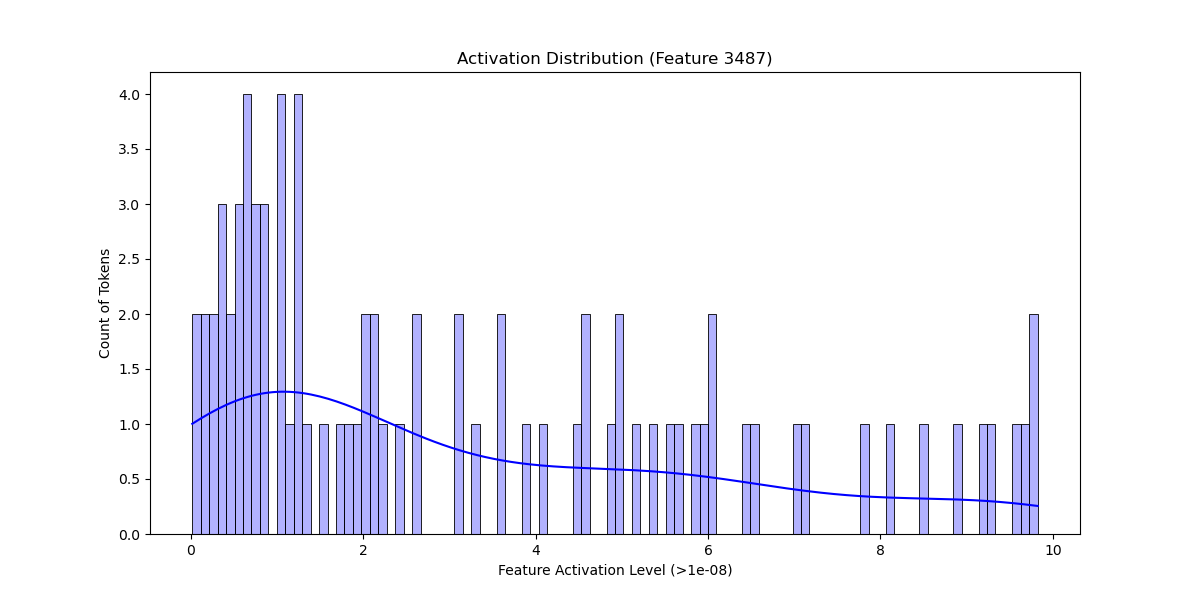 Activation Distribution (Feature 3487)
4.0
3.5
3.0
2.5
2.0
1.5
1.0
0.5
0.0
Count of Tokens
0 2 4 6 8 10
Feature Activation Level (>1e-08)